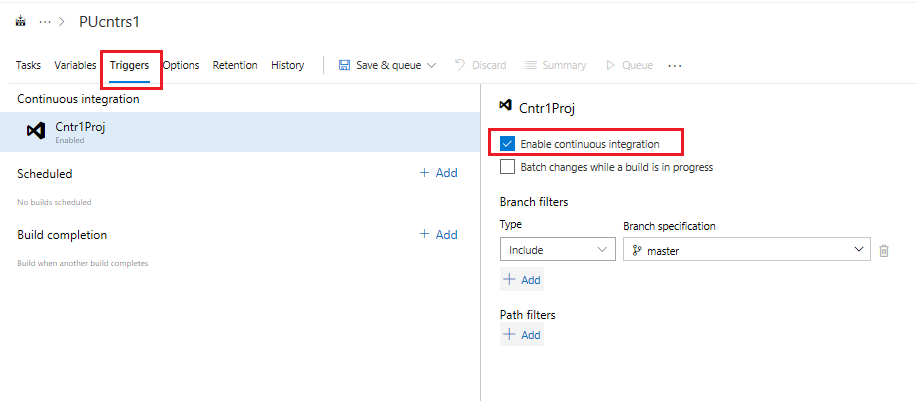 ··· > PUcntrs1
Tasks Variables Triggers Options Retention History Save & queue Discard Summary Queue ···
Continuous integration
Cntr1Proj
Enabled
Scheduled + Add
No builds scheduled
Build completion + Add
Build when another build completes
Cntr1Proj
Enable continuous integration
Batch changes while a build is in progress
Branch filters
Type Branch specification
Include master
+ Add
Path filters
+ Add